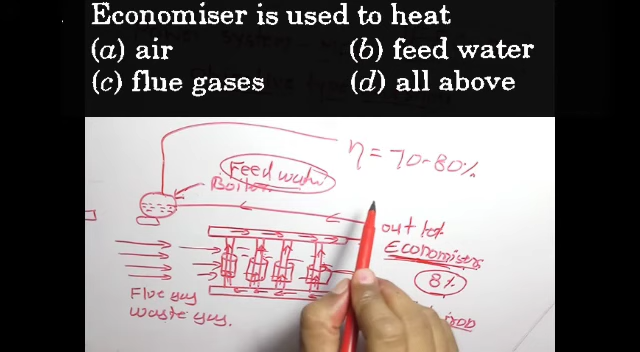 Economiser is used to heat
(a) air (b) feed water
(c) flue gases (d) all above
η = 70-80%
Feed water
Boiler
out let
Economisers
8%
Flue gas
waste gas.